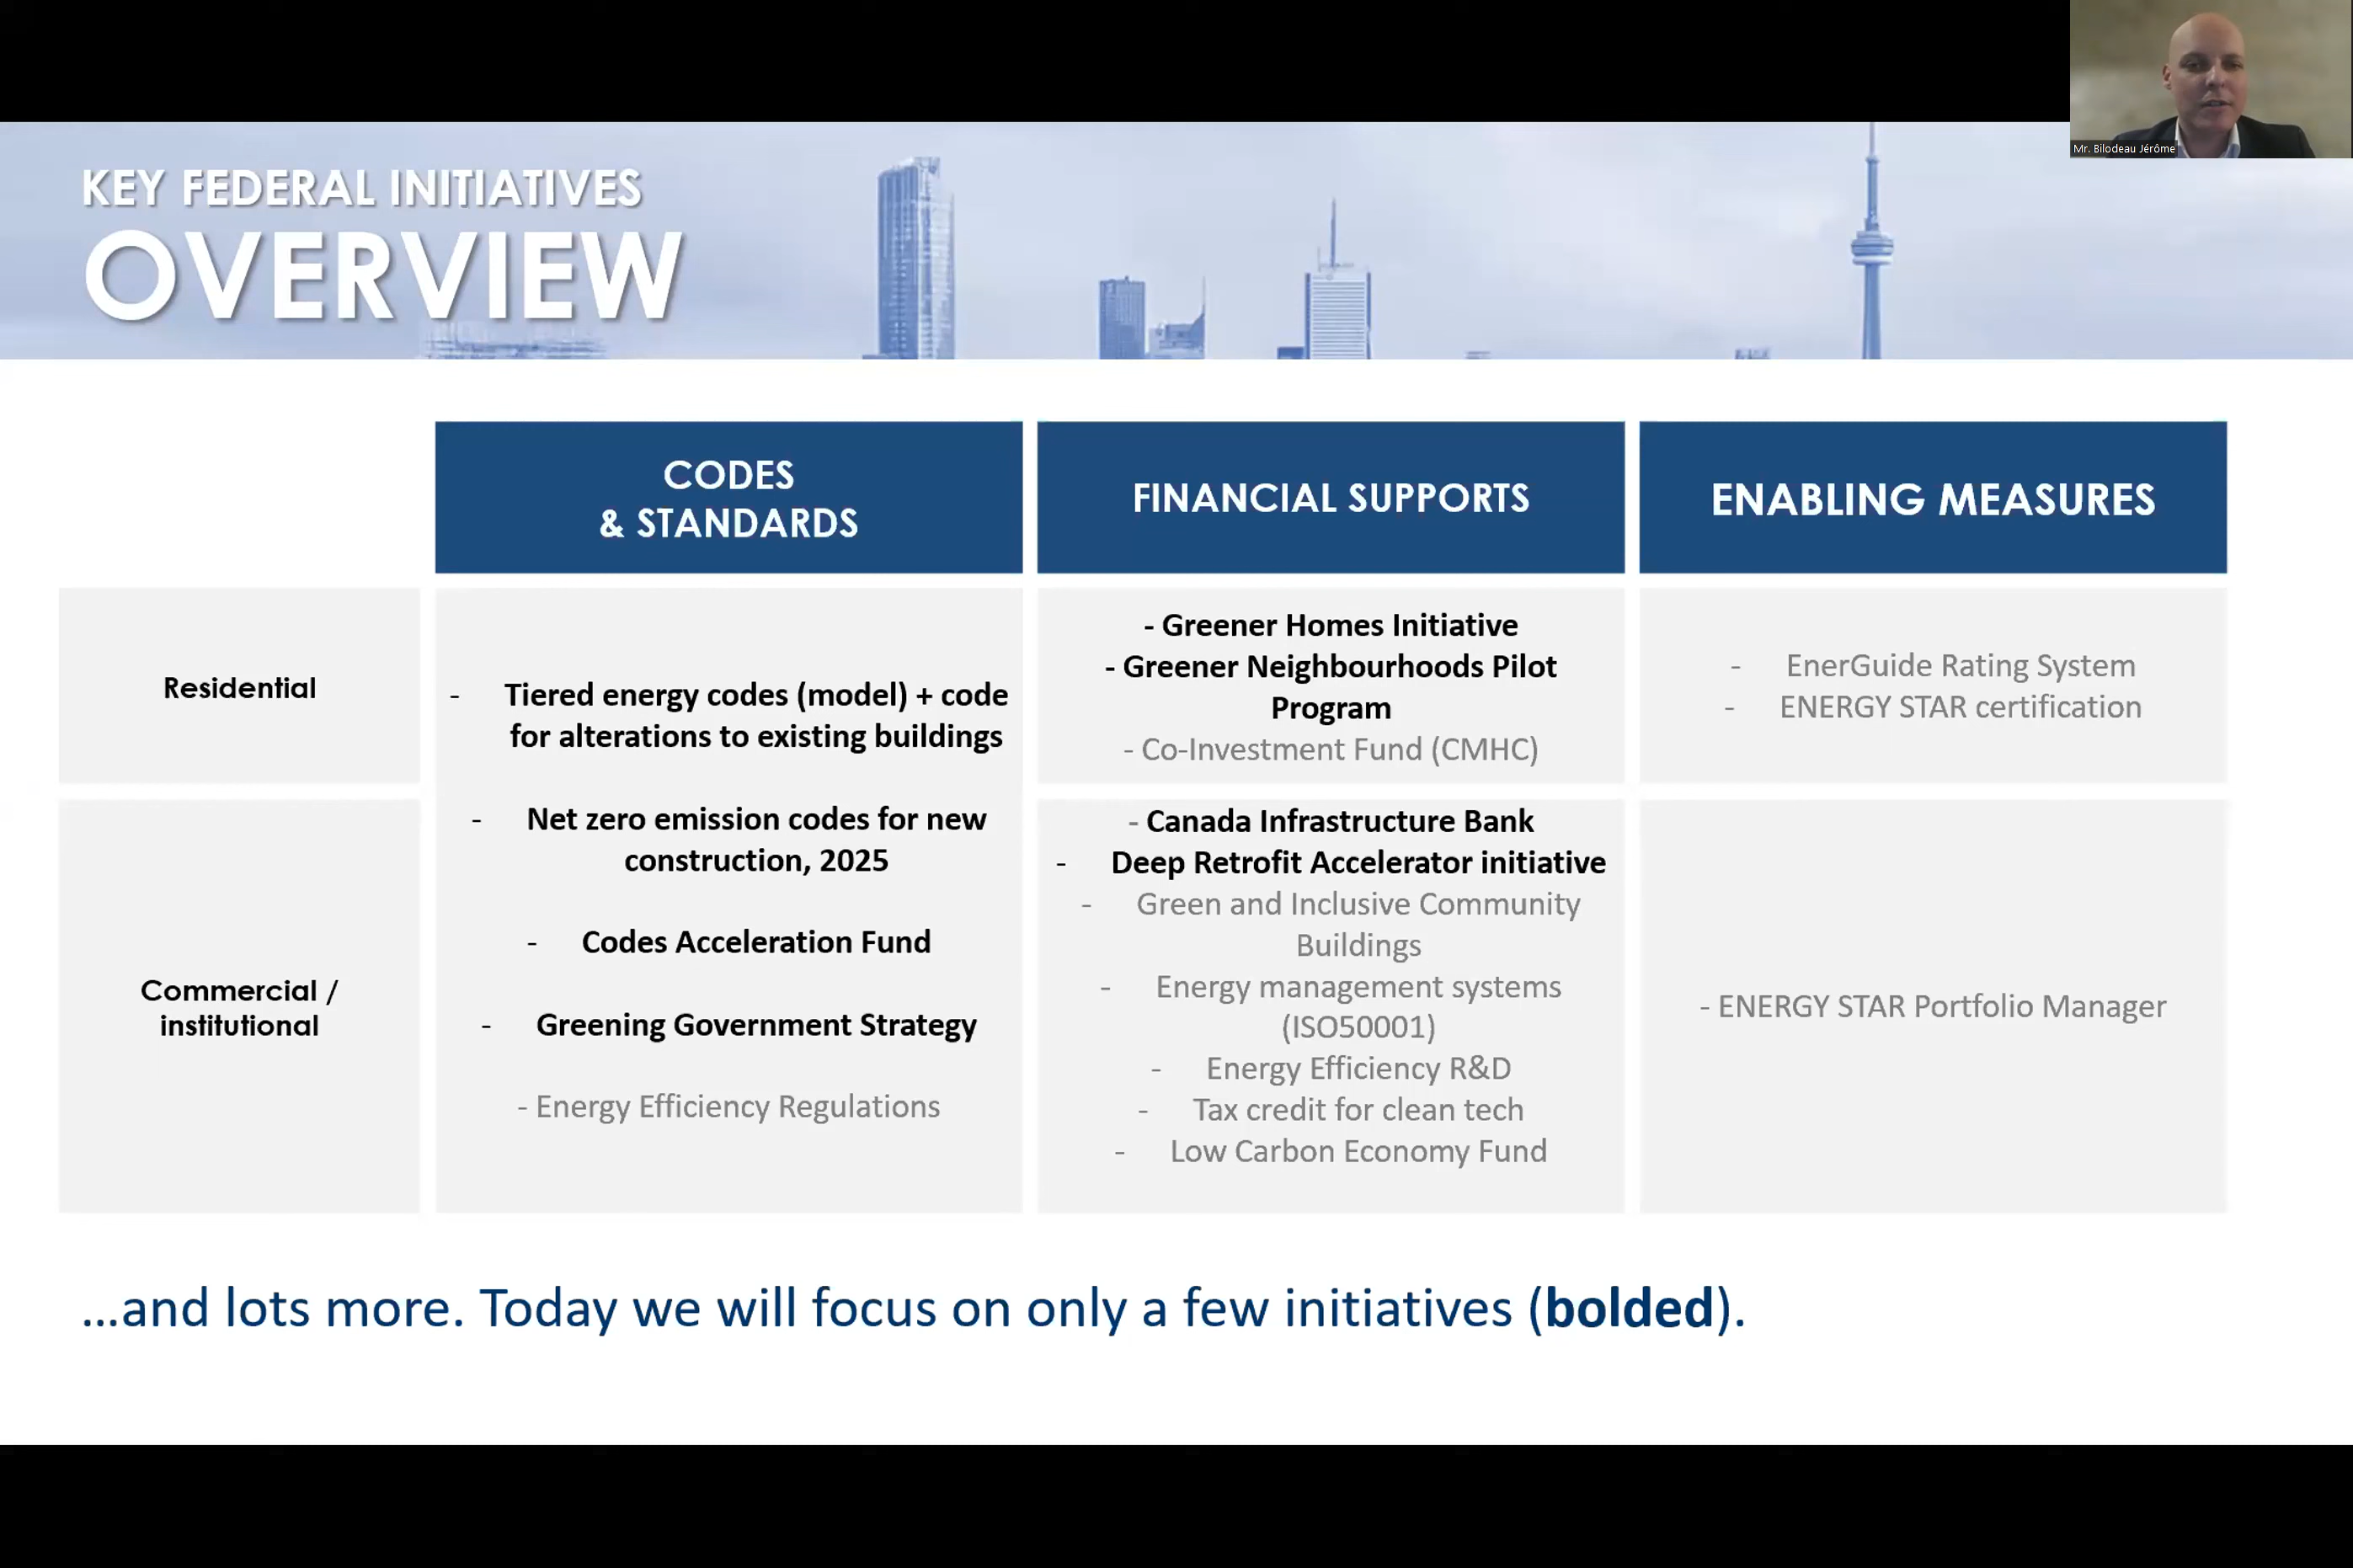 Mr. Bilodeau Jérôme
KEY FEDERAL INITIATIVES
OVERVIEW
CODES
& STANDARDS
FINANCIAL SUPPORTS
ENABLING MEASURES
Residential
- Tiered energy codes (model) + code
for alterations to existing buildings
- Net zero emission codes for new
construction, 2025
- Codes Acceleration Fund
- Greening Government Strategy
- Energy Efficiency Regulations
- Greener Homes Initiative
- Greener Neighbourhoods Pilot
Program
- Co-Investment Fund (CMHC)
- EnerGuide Rating System
- ENERGY STAR certification
Commercial /
institutional
- Canada Infrastructure Bank
- Deep Retrofit Accelerator initiative
- Green and Inclusive Community
Buildings
- Energy management systems
(ISO50001)
- Energy Efficiency R&D
- Tax credit for clean tech
- Low Carbon Economy Fund
- ENERGY STAR Portfolio Manager
...and lots more. Today we will focus on only a few initiatives (bolded).